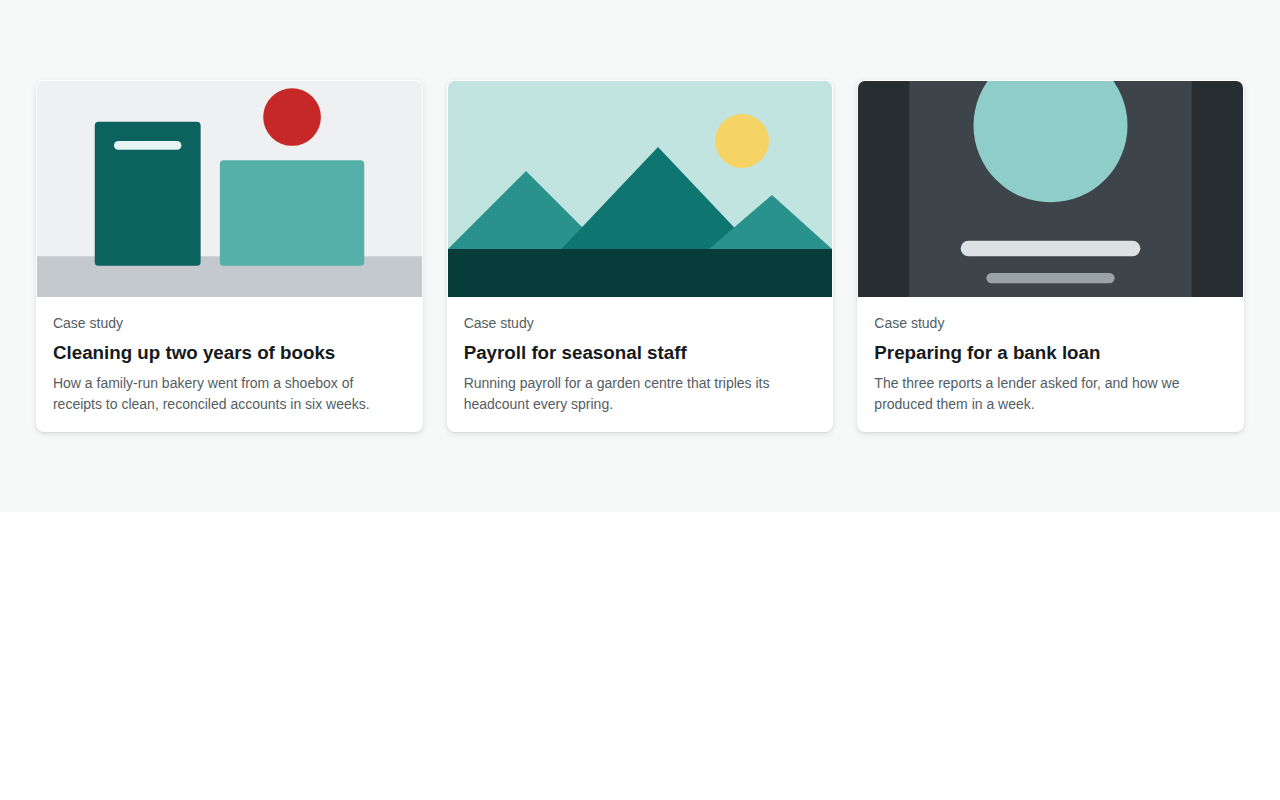 Case study
Cleaning up two years of books
How a family-run bakery went from a shoebox of
receipts to clean, reconciled accounts in six weeks.
Case study
Payroll for seasonal staff
Running payroll for a garden centre that triples its
headcount every spring.
Case study
Preparing for a bank loan
The three reports a lender asked for, and how we
produced them in a week.